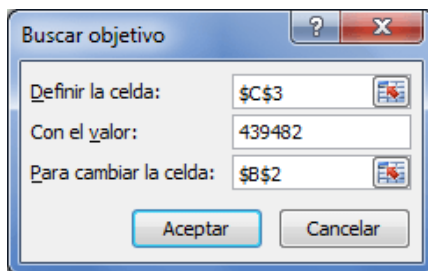 Buscar objetivo
Definir la celda: $C$3
Con el valor: 439482
Para cambiar la celda: $B$2
Aceptar Cancelar